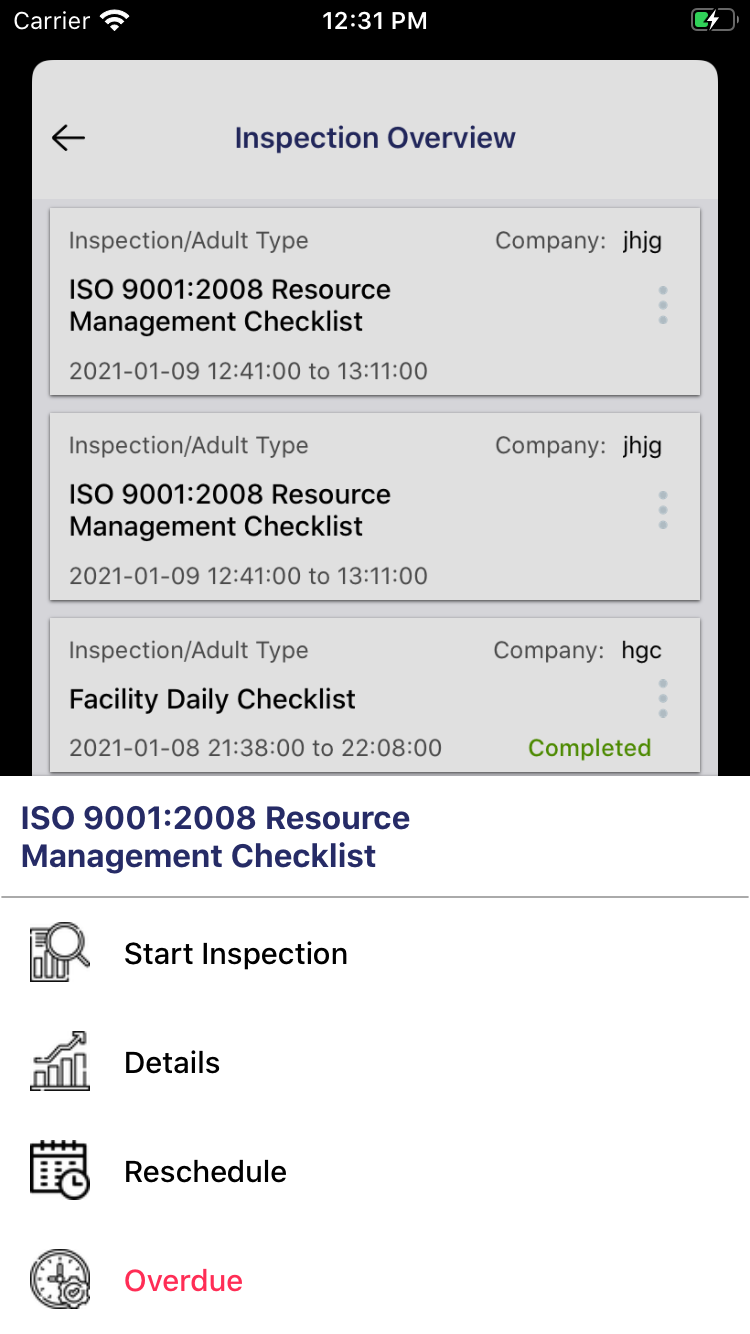 Carrier 12:31 PM
Inspection Overview
Inspection/Adult Type Company: jhjg
ISO 9001:2008 Resource
Management Checklist
2021-01-09 12:41:00 to 13:11:00
Inspection/Adult Type Company: jhjg
ISO 9001:2008 Resource
Management Checklist
2021-01-09 12:41:00 to 13:11:00
Inspection/Adult Type Company: hgc
Facility Daily Checklist
2021-01-08 21:38:00 to 22:08:00 Completed
ISO 9001:2008 Resource
Management Checklist
Start Inspection
Details
Reschedule
Overdue